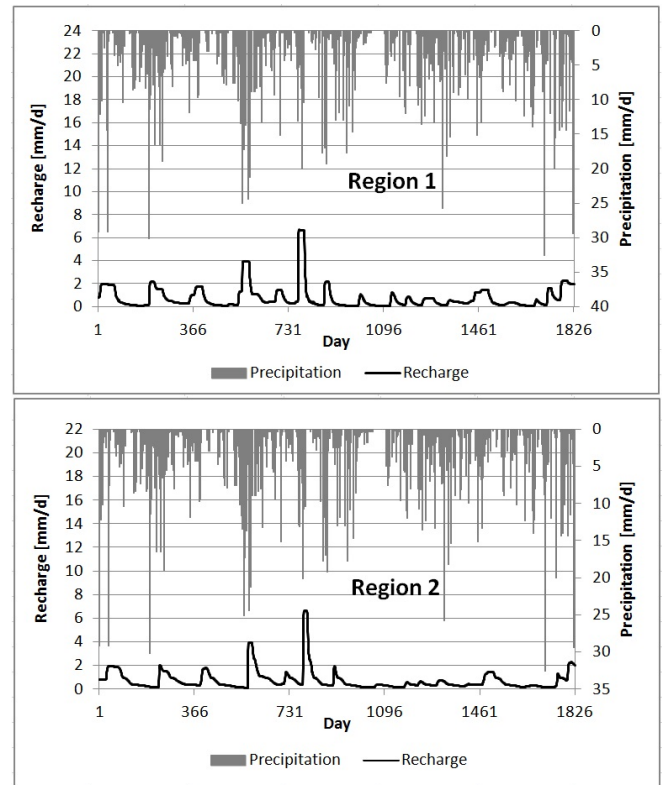 24 0
22
20 5
18 10
16
14 15
12 20
10 Region 1
8 25
6 30
4
2 35
0 40
Recharge [mm/d]
Precipitation [mm/d]
1 366 731 1096 1461 1826
Day
Precipitation Recharge
22 0
20
18 5
16 10
14
12 15
10 20
8 Region 2
6 25
4 30
2
0 35
Recharge [mm/d]
Precipitation [mm/d]
1 366 731 1096 1461 1826
Day
Precipitation Recharge